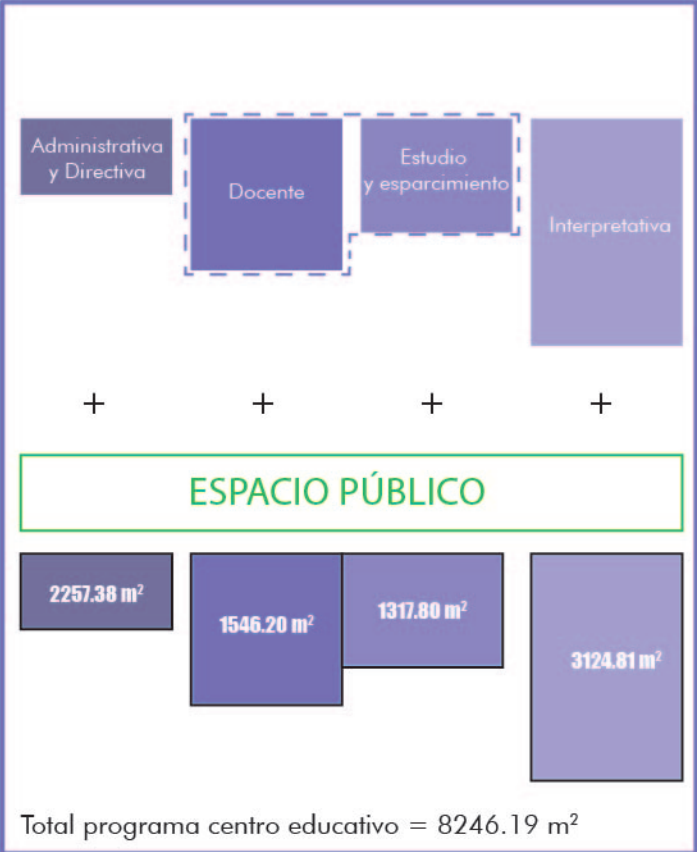 Administrativa
y Directiva
Docente
Estudio
y esparcimiento
Interpretativa
+ + + +
ESPACIO PÚBLICO
2257.38 m²
1546.20 m²
1317.80 m²
3124.81 m²
Total programa centro educativo = 8246.19 m²